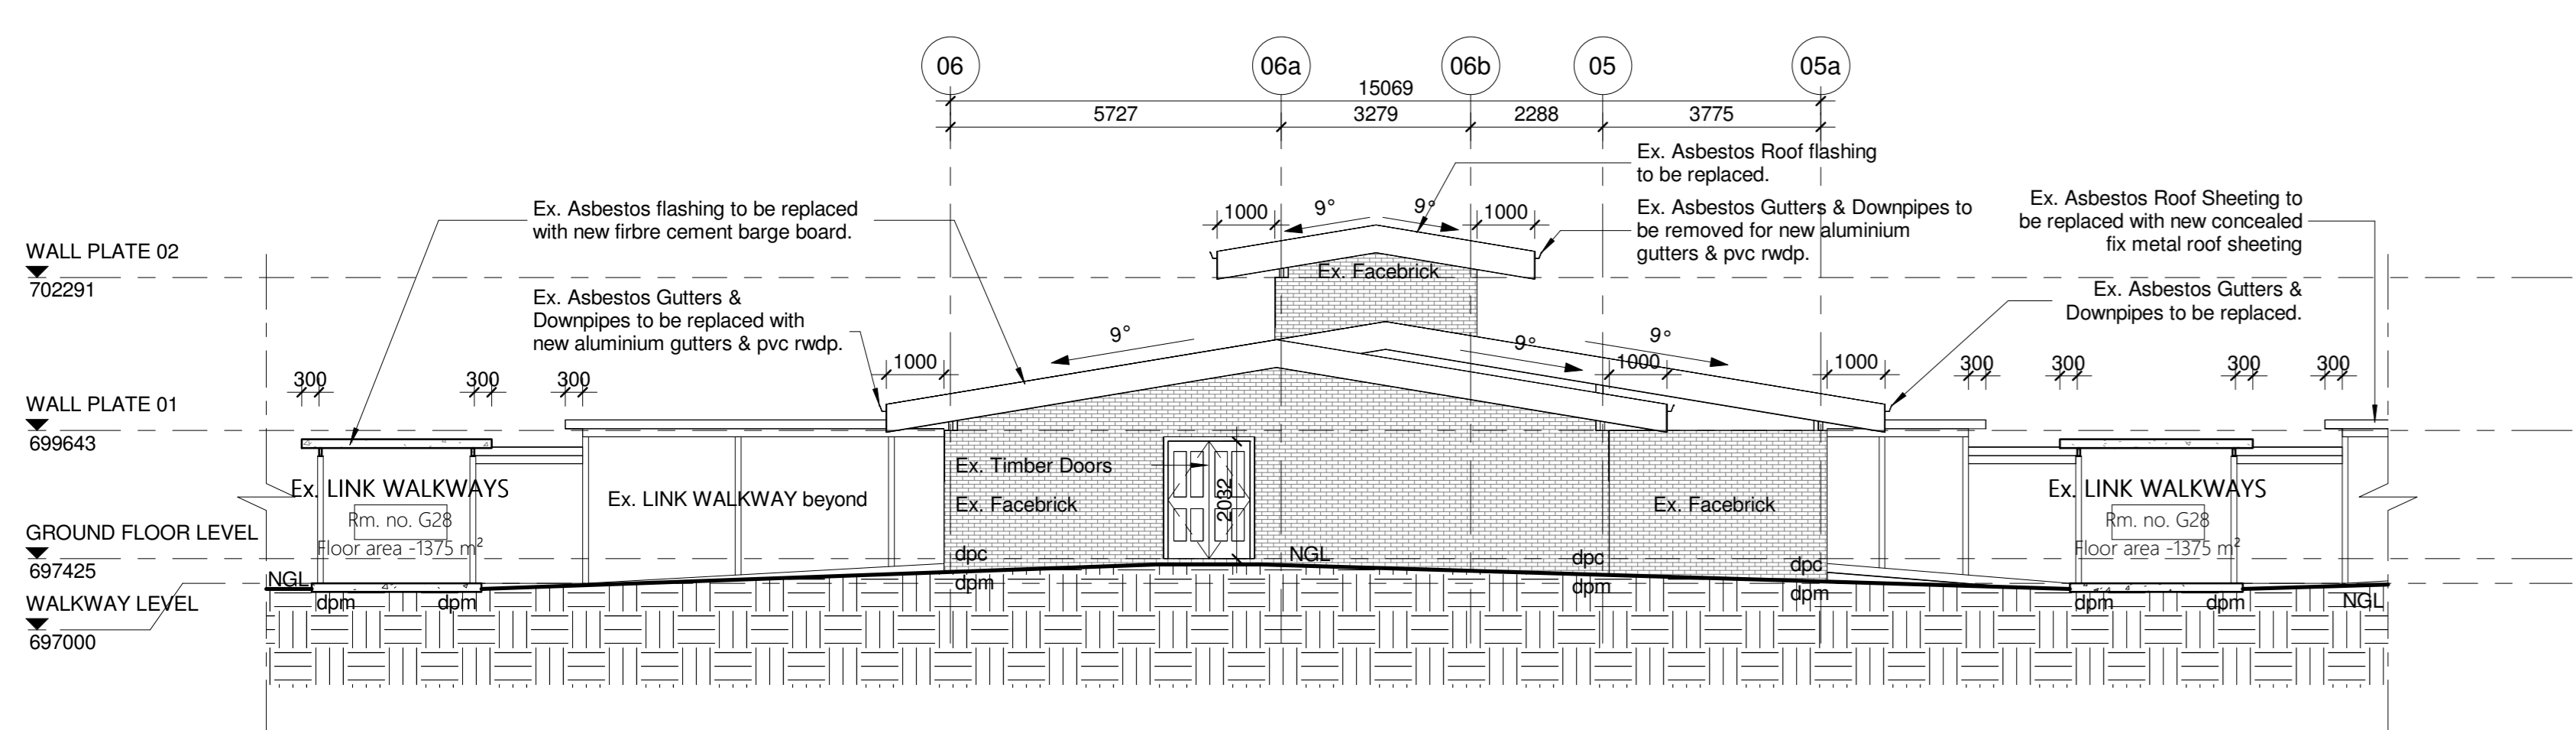 06
06a
06b
05
05a
15069
5727
3279
2288
3775
Ex. Asbestos Roof flashing
to be replaced.
Ex. Asbestos flashing to be replaced
with new firbre cement barge board.
1000
9°
9°
1000
Ex. Asbestos Gutters & Downpipes to
be removed for new aluminium
gutters & pvc rwdp.
Ex. Asbestos Roof Sheeting to
be replaced with new concealed
fix metal roof sheeting
WALL PLATE 02
702291
Ex. Facebrick
Ex. Asbestos Gutters &
Downpipes to be replaced with
new aluminium gutters & pvc rwdp.
Ex. Asbestos Gutters &
Downpipes to be replaced.
9°
9°
9°
300
300
300
1000
1000
1000
300
300
300
300
WALL PLATE 01
699643
Ex. Timber Doors
2032
Ex. LINK WALKWAYS
Rm. no. G28
Floor area -1375 m²
Ex. LINK WALKWAY beyond
Ex. Facebrick
Ex. Facebrick
Ex. LINK WALKWAYS
Rm. no. G28
Floor area -1375 m²
GROUND FLOOR LEVEL
697425
dpc
NGL
dpc
dpc
NGL
dpm
dpm
dpm
WALKWAY LEVEL
697000
dpm
dpm
dpm
dpm
NGL